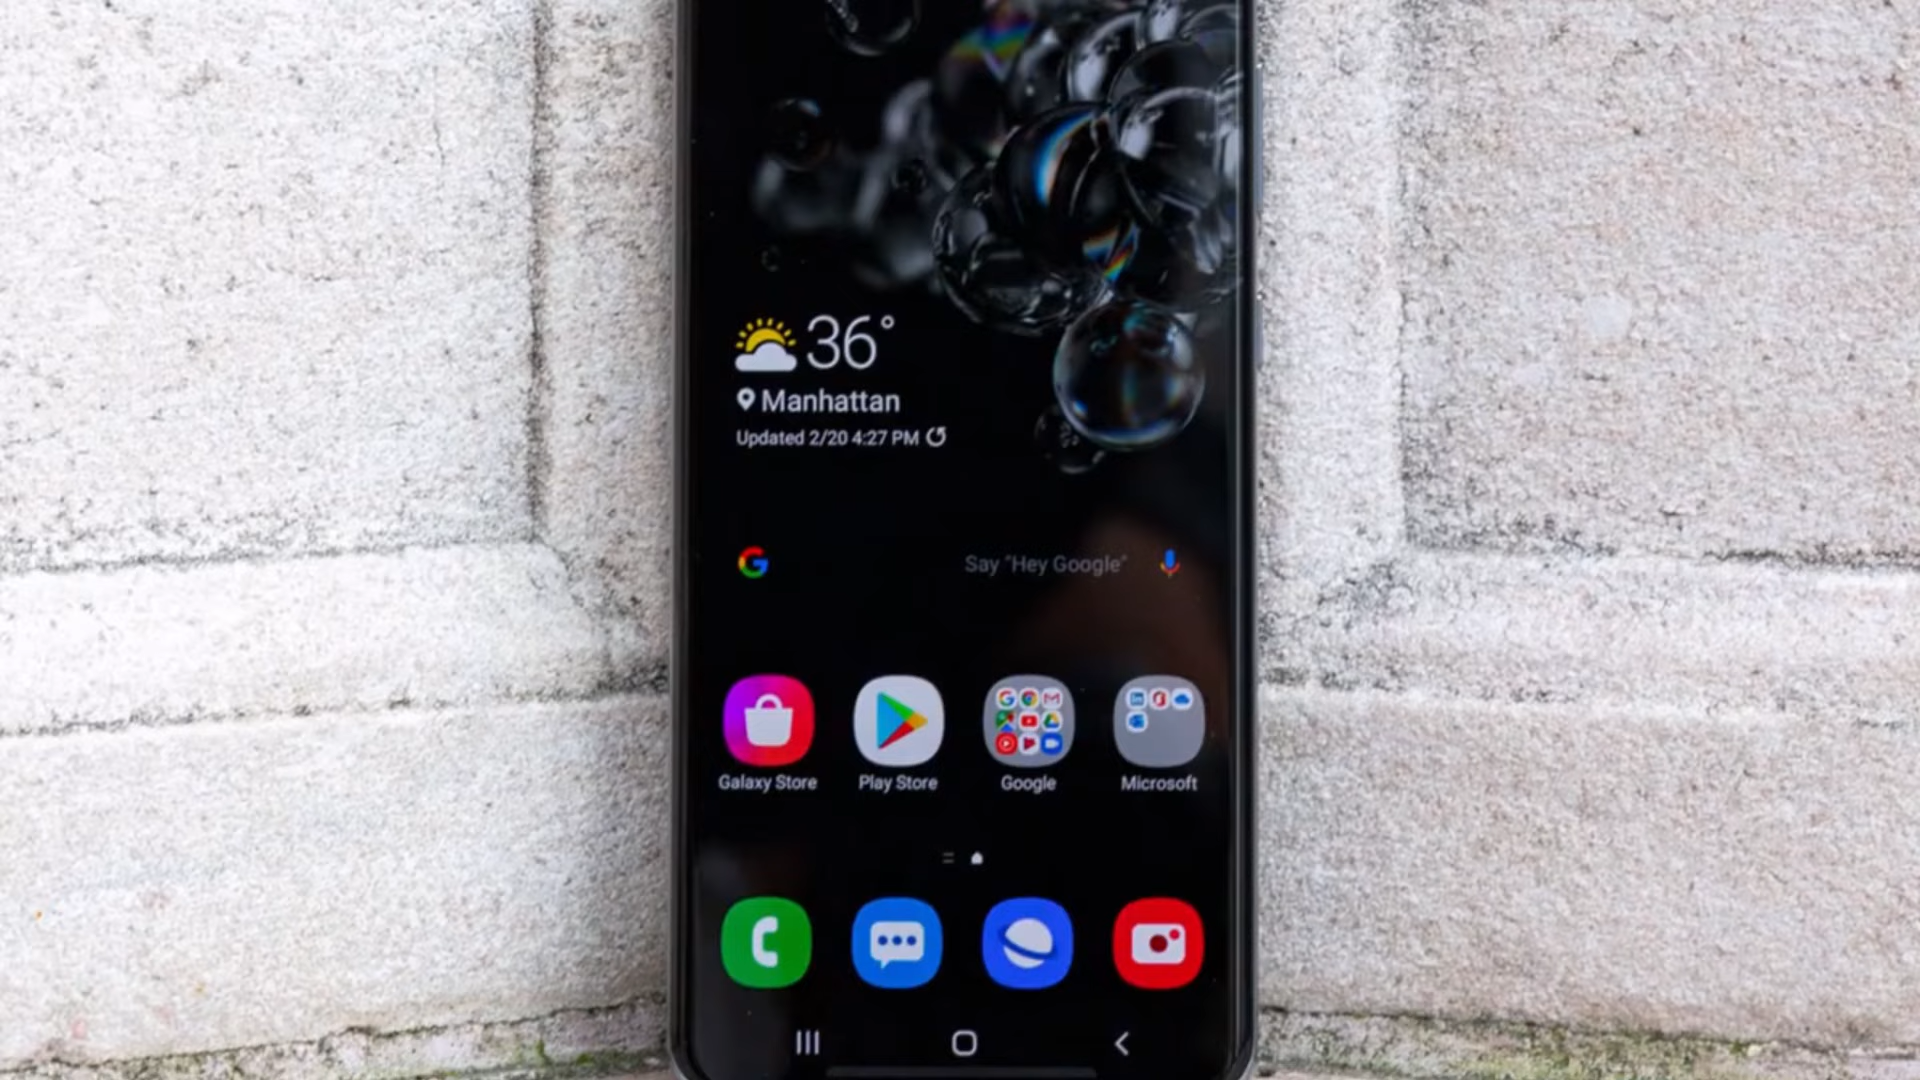 36°
Manhattan
Updated 2/20 4:27 PM
Say "Hey Google"
Galaxy Store
Play Store
Google
Microsoft